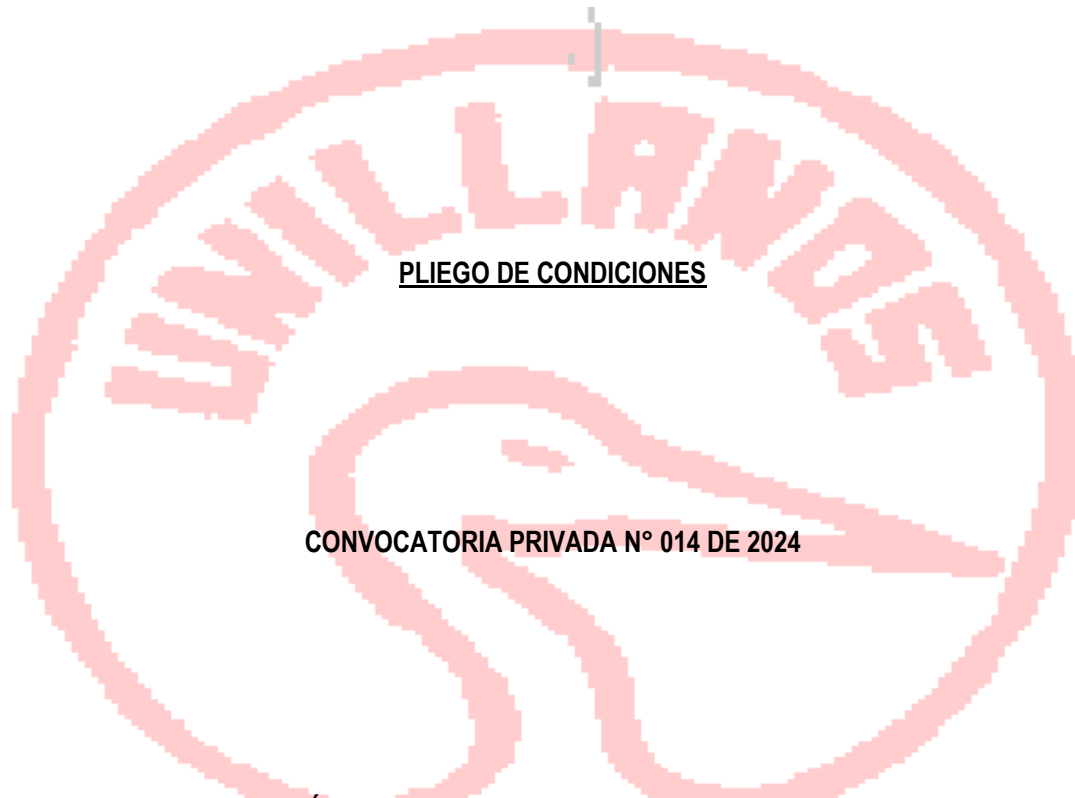 UNILLANOS
PLIEGO DE CONDICIONES
CONVOCATORIA PRIVADA N° 014 DE 2024